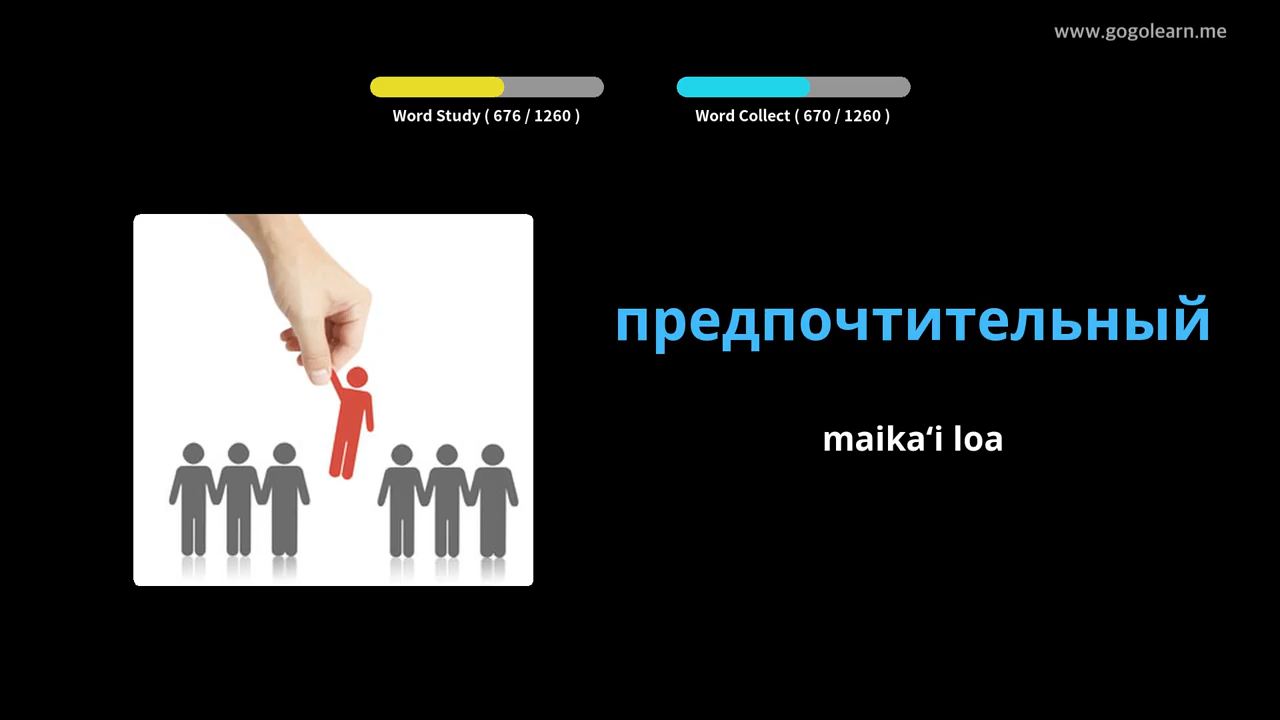 www.gogolearn.me
Word Study ( 676 / 1260 )
Word Collect ( 670 / 1260 )
предпочтительный
maikaʻi loa